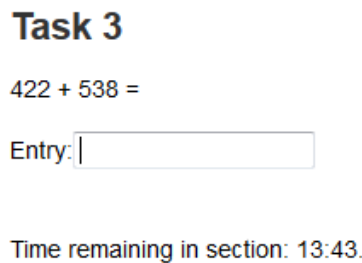 Task 3
422 + 538 =
Entry:
Time remaining in section: 13:43.